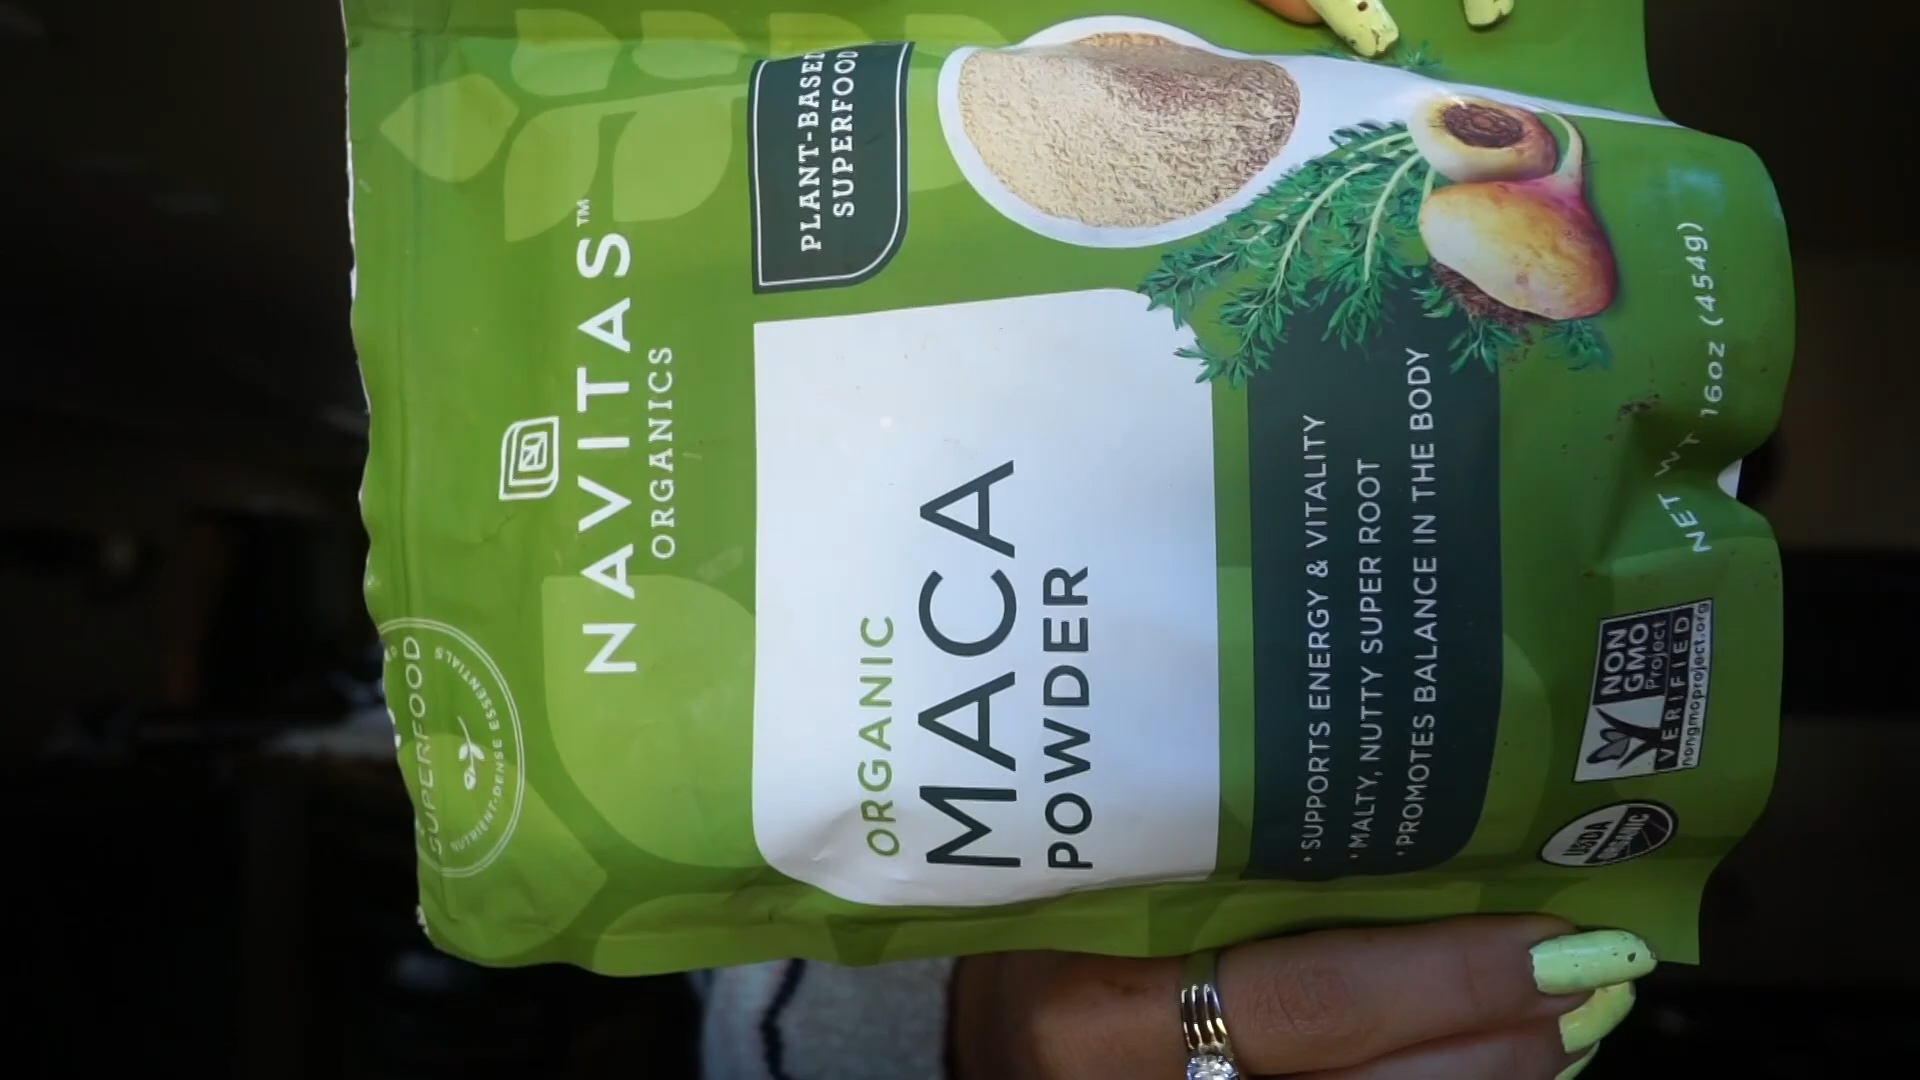 SUPERFOOD
NUTRIENT-DENSE ESSENTIALS
NAVITAS™
ORGANICS
PLANT-BASED
SUPERFOOD
ORGANIC
MACA
POWDER
• SUPPORTS ENERGY & VITALITY
• MALTY, NUTTY SUPER ROOT
• PROMOTES BALANCE IN THE BODY
USDA
ORGANIC
NON
GMO
Project
VERIFIED
nongmoproject.org
NET WT. 16oz (454g)